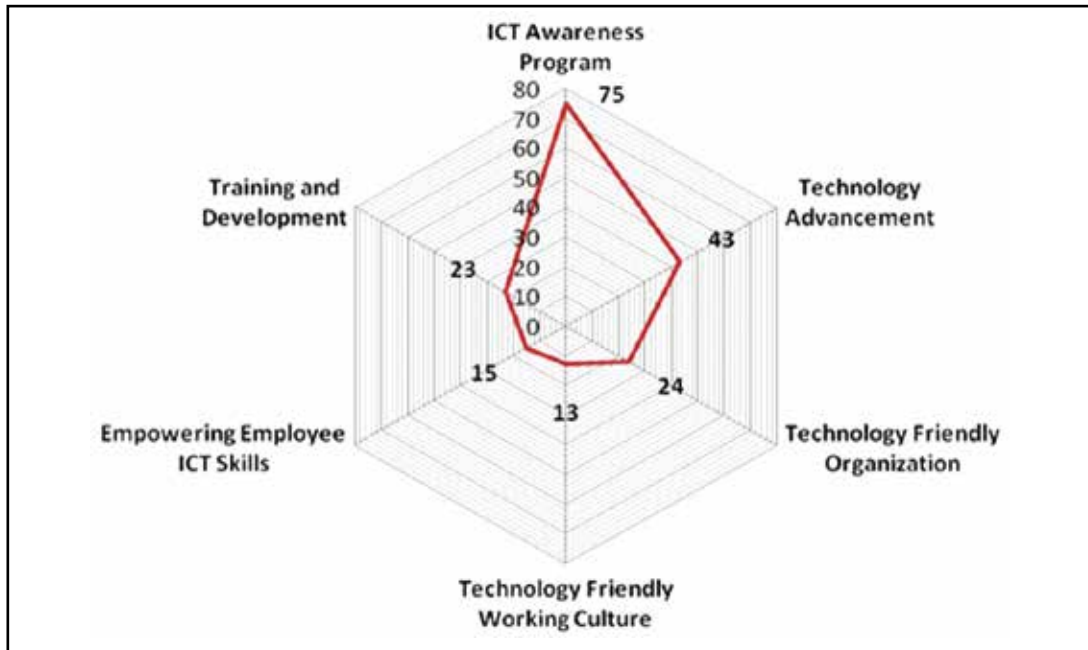 ICT Awareness
Program
80
75
70
60
50
40
30
20
10
0
Technology
Advancement
43
Technology Friendly
Organization
24
Technology Friendly
Working Culture
13
Empowering Employee
ICT Skills
15
Training and
Development
23